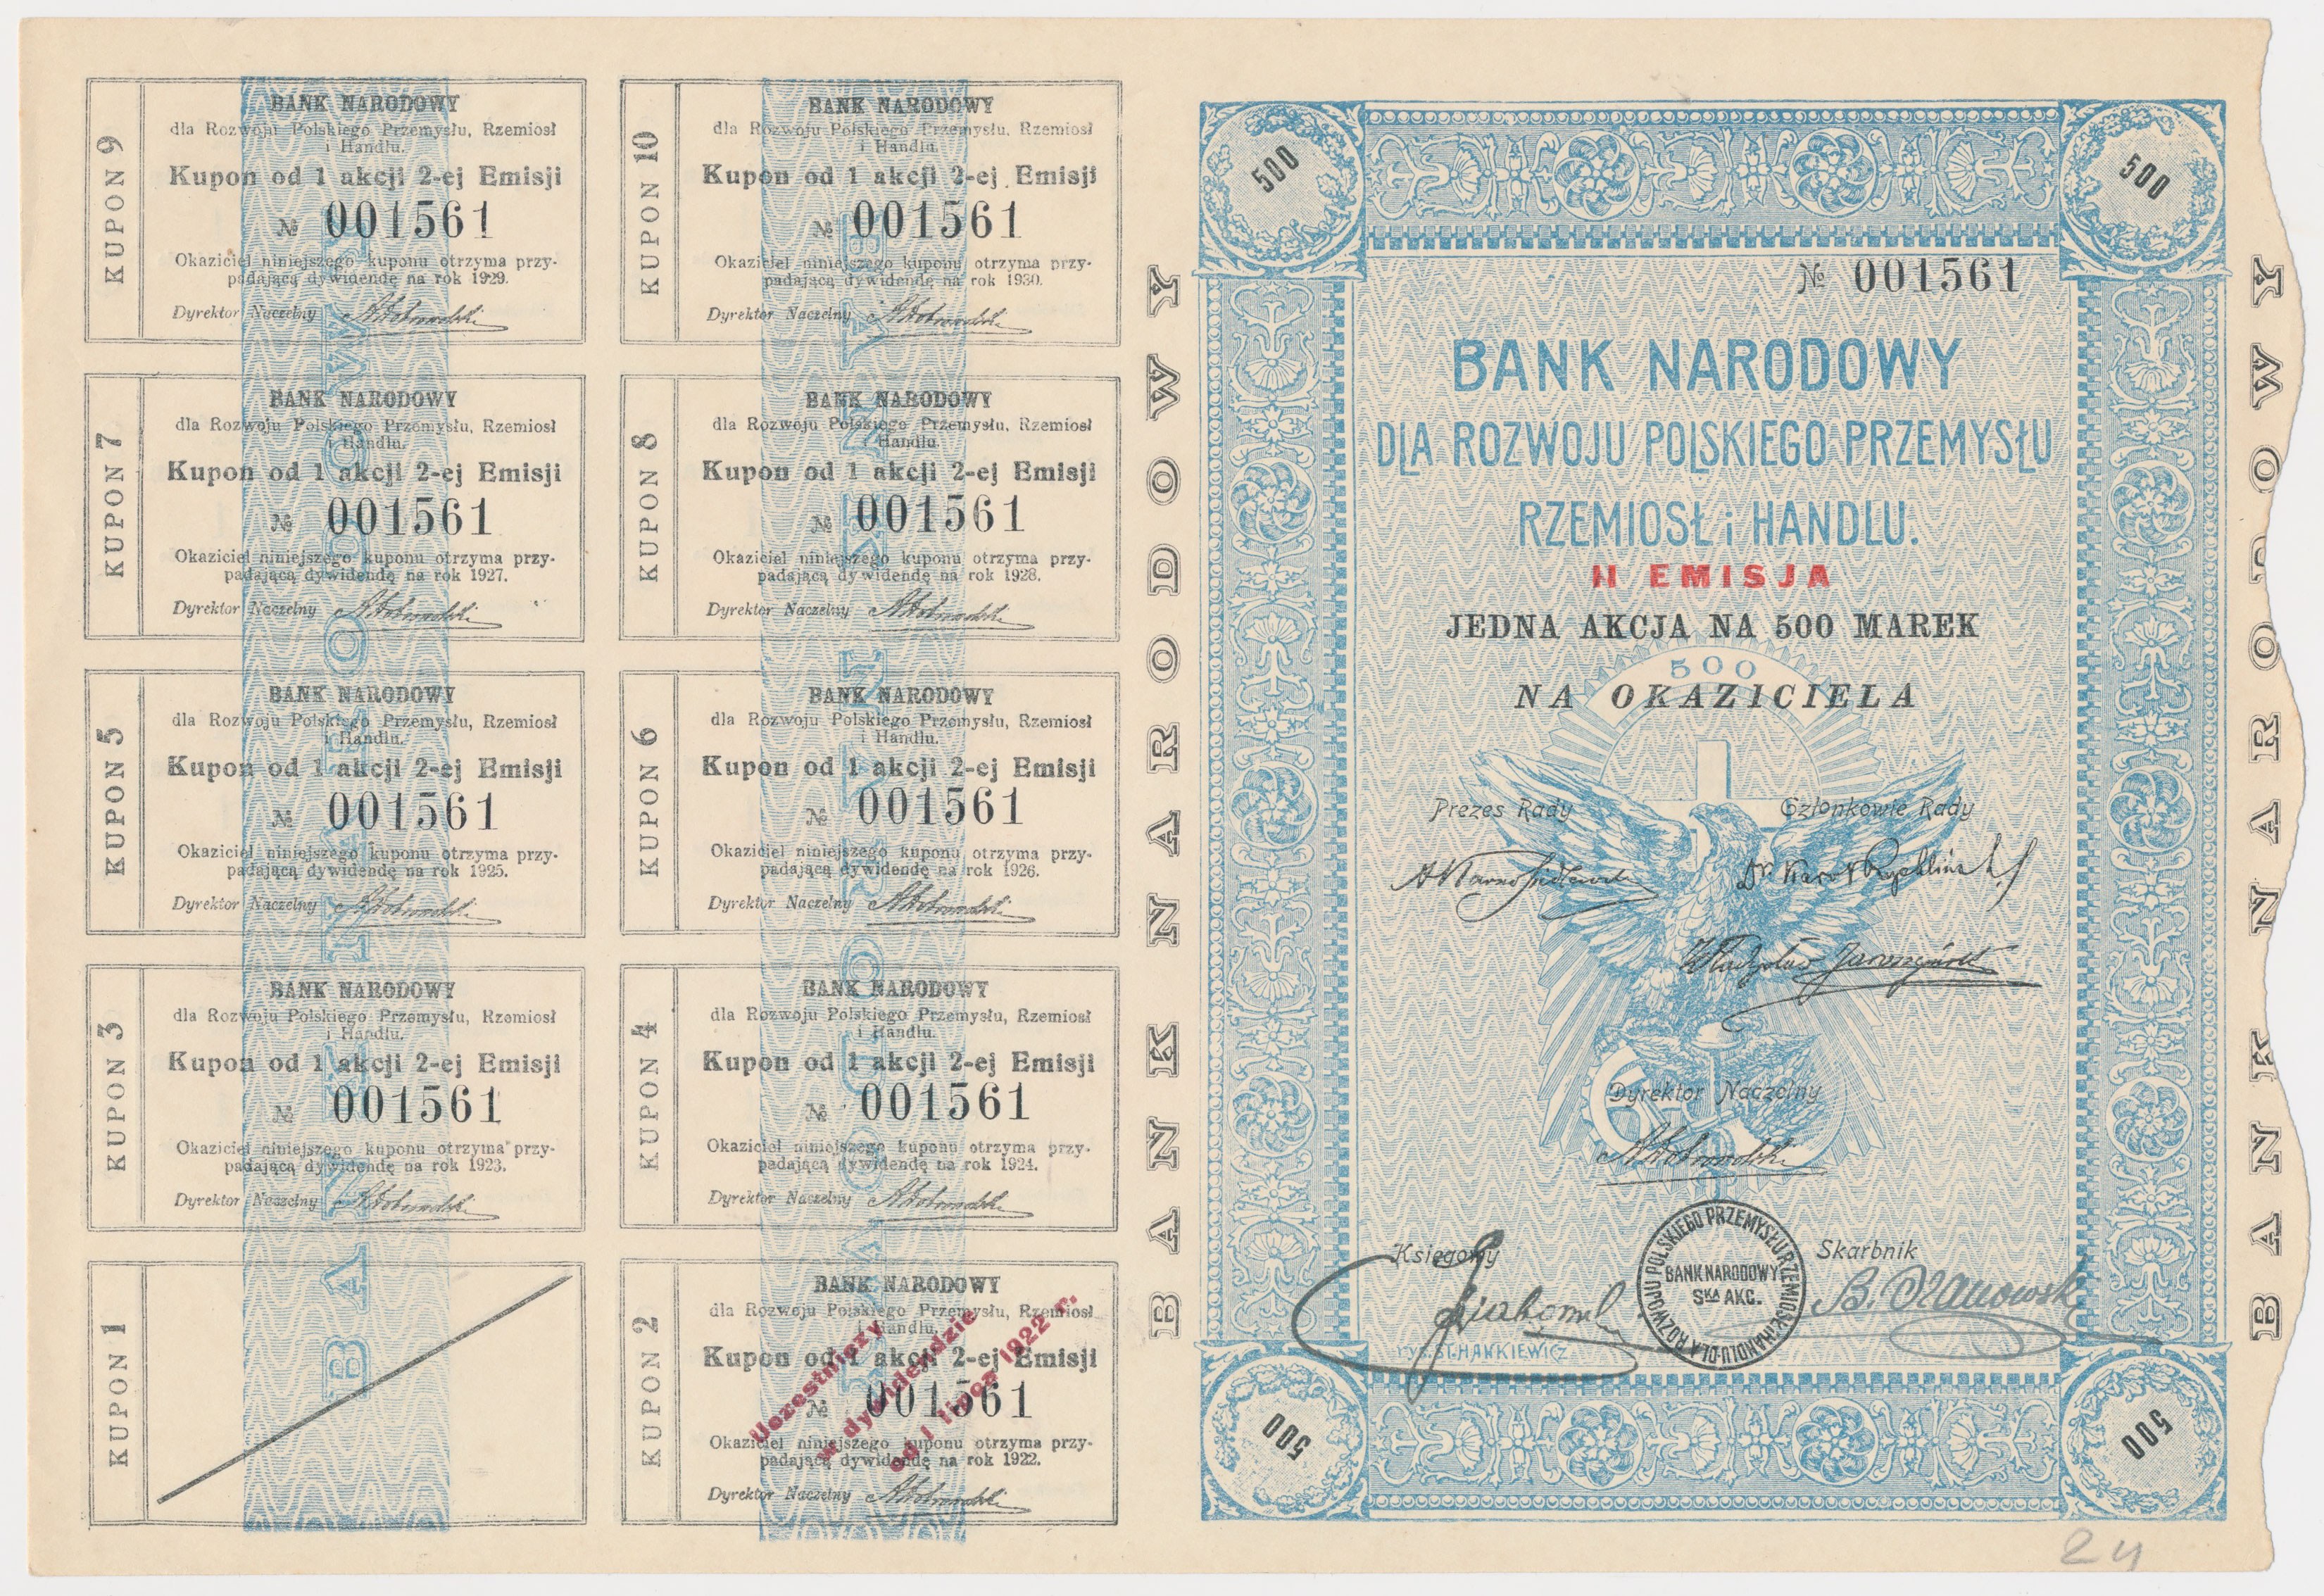 KUPON 9
BANK NARODOWY
dla Rozwoju Polskiego Przemysłu, Rzemiosł
i Handlu.
Kupon od 1 akcji 2-ej Emisji
№ 001561
Okaziciel niniejszego kuponu otrzyma przy-
padającą dywidendę na rok 1929.
Dyrektor Naczelny
KUPON 10
BANK NARODOWY
dla Rozwoju Polskiego Przemysłu, Rzemiosł
i Handlu.
Kupon od 1 akcji 2-ej Emisji
№ 001561
Okaziciel niniejszego kuponu otrzyma przy-
padającą dywidendę na rok 1930.
Dyrektor Naczelny
KUPON 7
BANK NARODOWY
dla Rozwoju Polskiego Przemysłu, Rzemiosł
i Handlu.
Kupon od 1 akcji 2-ej Emisji
№ 001561
Okaziciel niniejszego kuponu otrzyma przy-
padającą dywidendę na rok 1927.
Dyrektor Naczelny
KUPON 8
BANK NARODOWY
dla Rozwoju Polskiego Przemysłu, Rzemiosł
i Handlu.
Kupon od 1 akcji 2-ej Emisji
№ 001561
Okaziciel niniejszego kuponu otrzyma przy-
padającą dywidendę na rok 1928.
Dyrektor Naczelny
KUPON 5
BANK NARODOWY
dla Rozwoju Polskiego Przemysłu, Rzemiosł
i Handlu.
Kupon od 1 akcji 2-ej Emisji
№ 001561
Okaziciel niniejszego kuponu otrzyma przy-
padającą dywidendę na rok 1925.
Dyrektor Naczelny
KUPON 6
BANK NARODOWY
dla Rozwoju Polskiego Przemysłu, Rzemiosł
i Handlu.
Kupon od 1 akcji 2-ej Emisji
№ 001561
Okaziciel niniejszego kuponu otrzyma przy-
padającą dywidendę na rok 1926.
Dyrektor Naczelny
KUPON 3
BANK NARODOWY
dla Rozwoju Polskiego Przemysłu, Rzemiosł
i Handlu.
Kupon od 1 akcji 2-ej Emisji
№ 001561
Okaziciel niniejszego kuponu otrzyma przy-
padającą dywidendę na rok 1923.
Dyrektor Naczelny
KUPON 4
BANK NARODOWY
dla Rozwoju Polskiego Przemysłu, Rzemiosł
i Handlu.
Kupon od 1 akcji 2-ej Emisji
№ 001561
Okaziciel niniejszego kuponu otrzyma przy-
padającą dywidendę na rok 1924.
Dyrektor Naczelny
KUPON 1
KUPON 2
BANK NARODOWY
dla Rozwoju Polskiego Przemysłu, Rzemiosł
i Handlu.
Kupon od 1 akcji 2-ej Emisji
№ 001561
Okaziciel niniejszego kuponu otrzyma przy-
padającą dywidendę na rok 1922.
Dyrektor Naczelny
Uczestniczy
w dywidendzie
od 1 lipca 1922 r.
BANK NARODOWY
500
500
№ 001561
BANK NARODOWY
DLA ROZWOJU POLSKIEGO PRZEMYSŁU
RZEMIOSŁ i HANDLU.
II EMISJA
JEDNA AKCJA NA 500 MAREK
500
NA OKAZICIELA
Prezes Rady
Członkowie Rady
Władysław
Dyrektor Naczelny
Księgowy
Skarbnik
DLA ROZWOJU POLSKIEGO PRZEMYSŁU RZEMIOSŁ I HANDLU
BANK NARODOWY
SKA AKC.
rys. ST. HANKIEWICZ
500
500
BANK NARODOWY
24